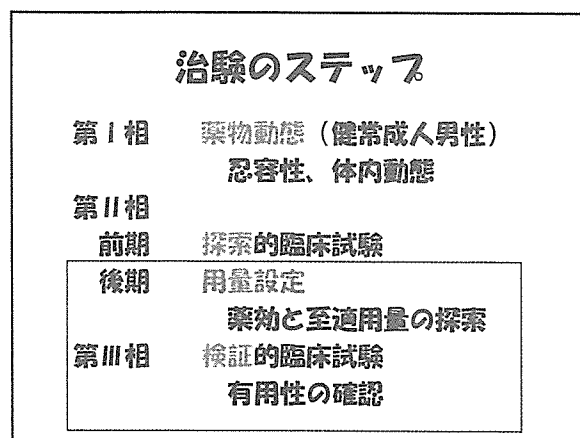 治験のステップ
第Ⅰ相 薬物動態（健常成人男性）
忍容性、体内動態
第Ⅱ相
前期 探索的臨床試験
後期 用量設定
薬効と至適用量の探索
第Ⅲ相 検証的臨床試験
有用性の確認